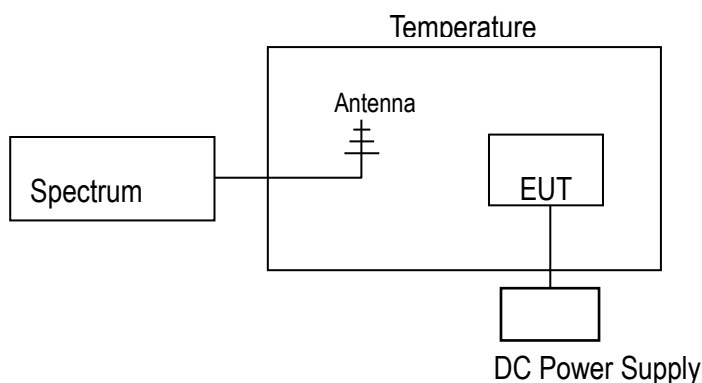 Temperature
Antenna
Spectrum
EUT
DC Power Supply